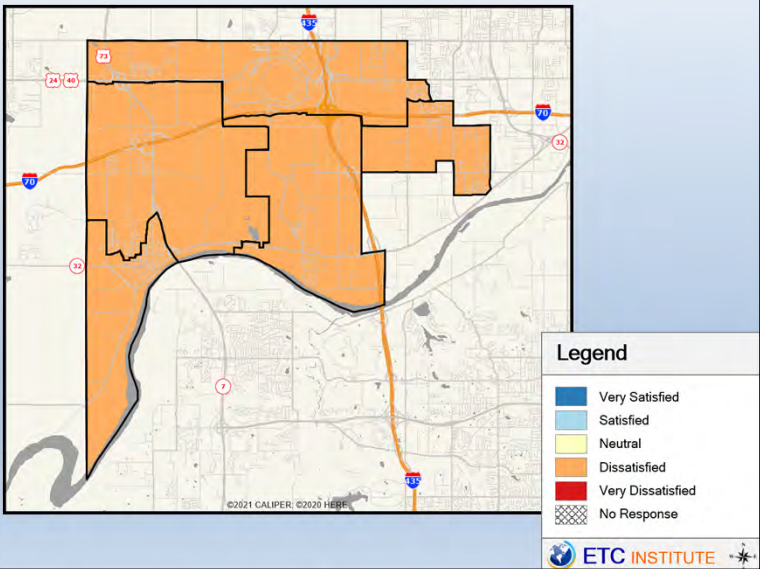 435
73
24 40
70
32
70
32
7
435
©2021 CALIPER; ©2020 HERE
Legend
Very Satisfied
Satisfied
Neutral
Dissatisfied
Very Dissatisfied
No Response
ETC INSTITUTE